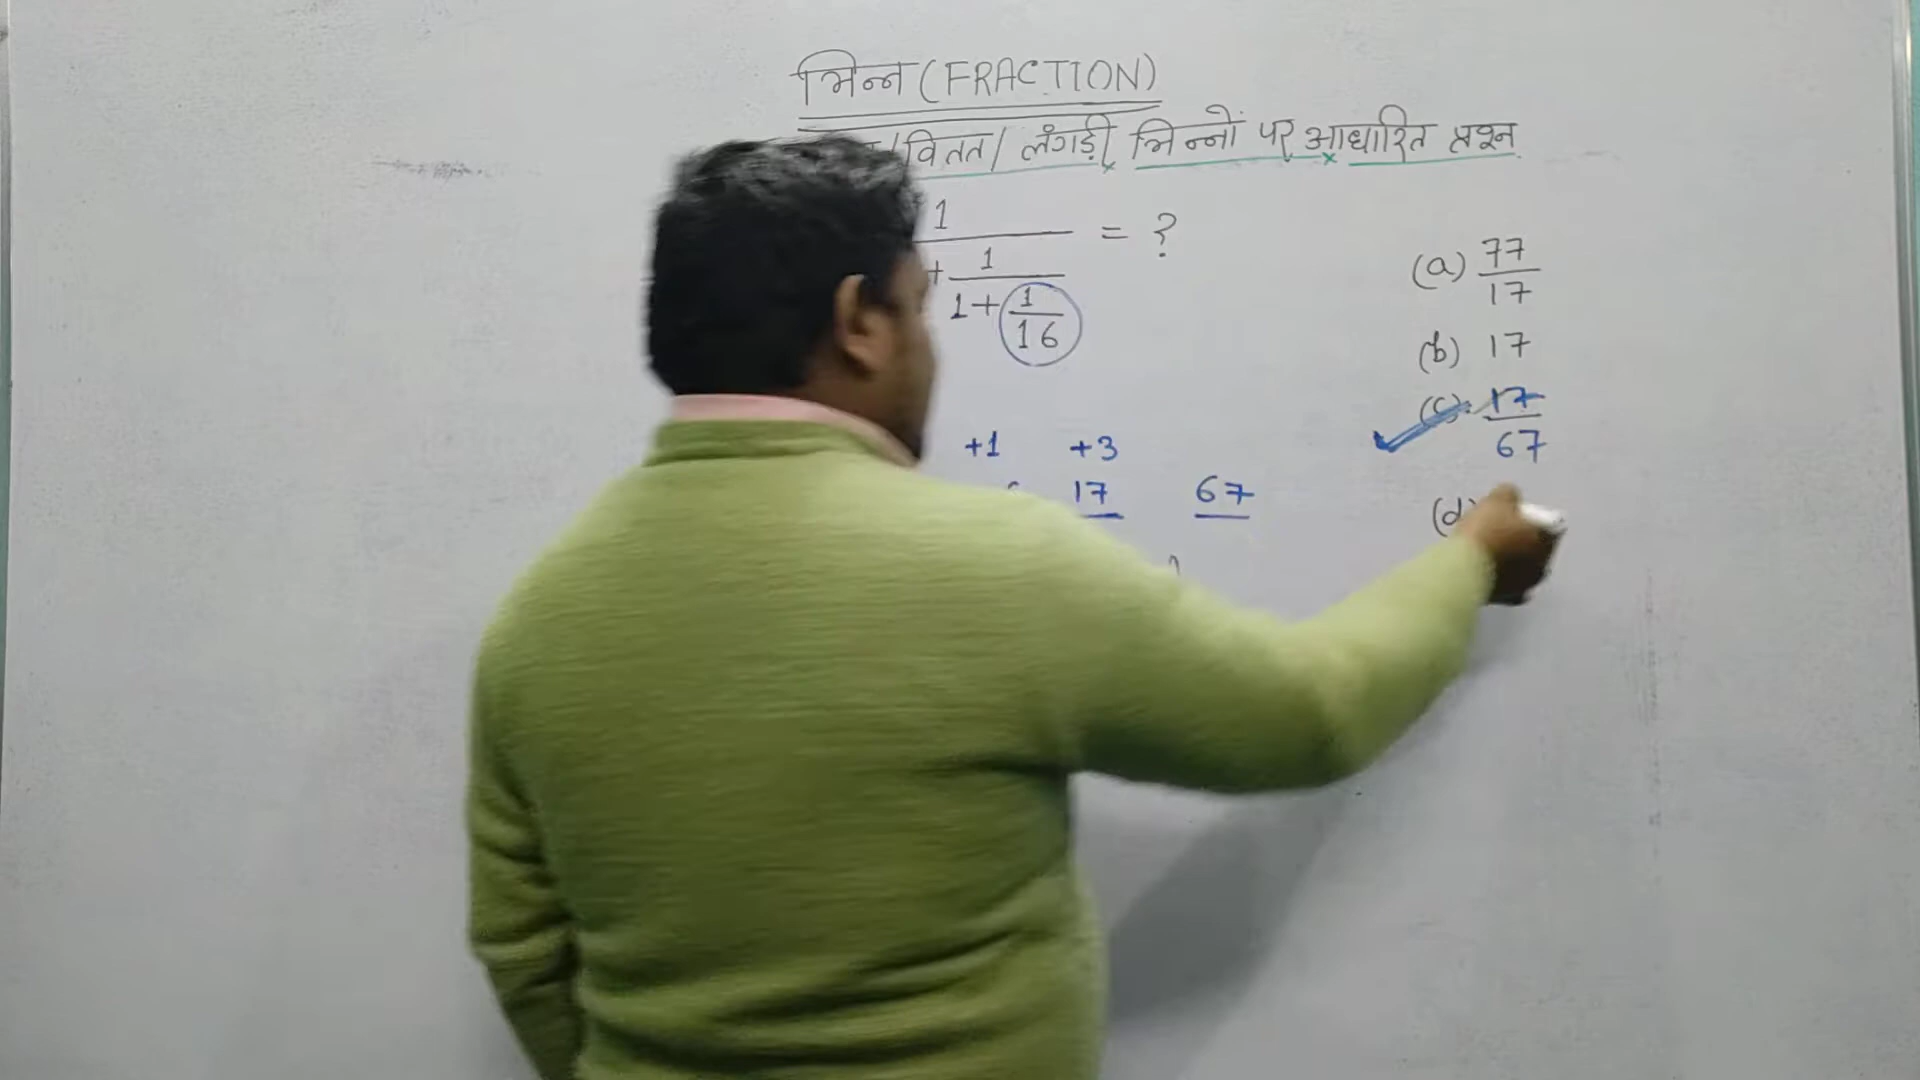 भिन्न (FRACTION)
/ वितत / लंगड़ी भिन्नों पर आधारित प्रश्न
1
= ?
+ 1
1 + 1
16
(a) 77
17
(b) 17
(c) 17
67
(d)
+1 +3
17 67